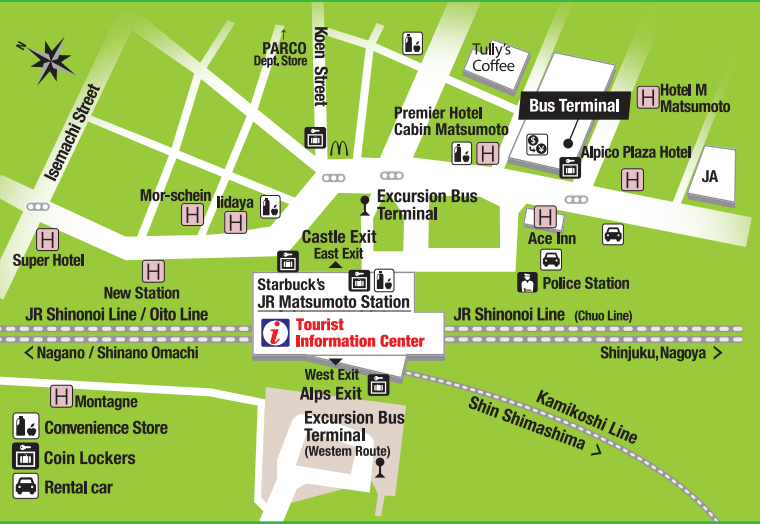 N
Isemachi Street
↑
PARCO
Dept. Store
Koen Street
Tully's
Coffee
Bus Terminal
H Hotel M
Matsumoto
Premier Hotel
Cabin Matsumoto
H
$
¥
Alpico Plaza Hotel
H
JA
Mor-schein
H
Iidaya
H
Excursion Bus
Terminal
H
Ace Inn
H
Super Hotel
H
New Station
Castle Exit
East Exit
Police Station
Starbuck's
JR Matsumoto Station
i Tourist
Information Center
JR Shinonoi Line / Oito Line
JR Shinonoi Line (Chuo Line)
< Nagano / Shinano Omachi
Shinjuku, Nagoya >
West Exit
Alps Exit
H Montagne
Kamikoshi Line
Shin Shimashima >
Excursion Bus
Terminal
(Westem Route)
Convenience Store
Coin Lockers
Rental car